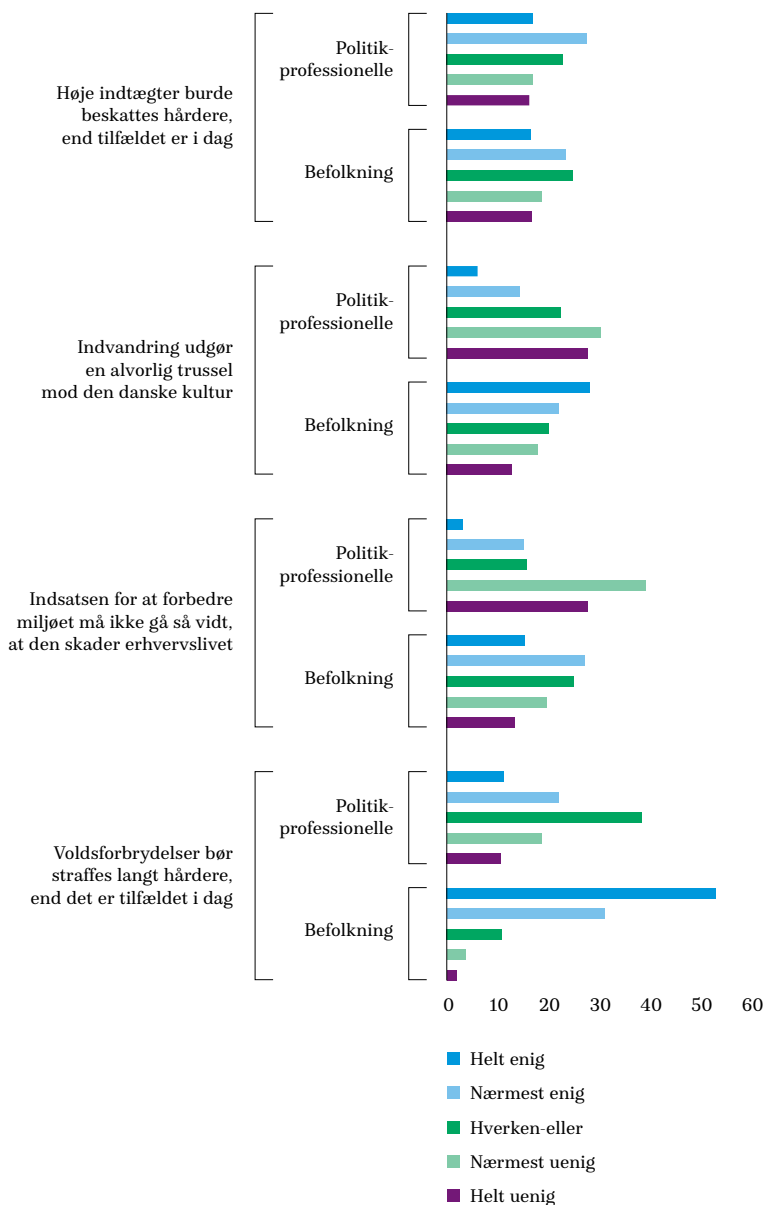 Politik-
professionelle
Høje indtægter burde
beskattes hårdere,
end tilfældet er i dag
Befolkning
Politik-
professionelle
Indvandring udgør
en alvorlig trussel
mod den danske kultur
Befolkning
Politik-
professionelle
Indsatsen for at forbedre
miljøet må ikke gå så vidt,
at den skader erhvervslivet
Befolkning
Politik-
professionelle
Voldsforbrydelser bør
straffes langt hårdere,
end det er tilfældet i dag
Befolkning
0 10 20 30 40 50 60
Helt enig
Nærmest enig
Hverken-eller
Nærmest uenig
Helt uenig